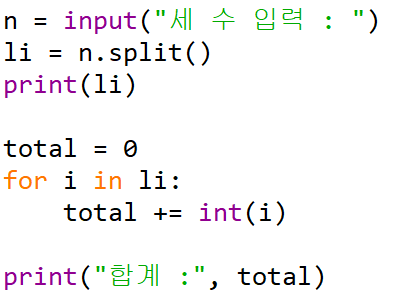 n = input("세 수 입력 : ")
li = n.split()
print(li)
total = 0
for i in li:
    total += int(i)
print("합계 :", total)